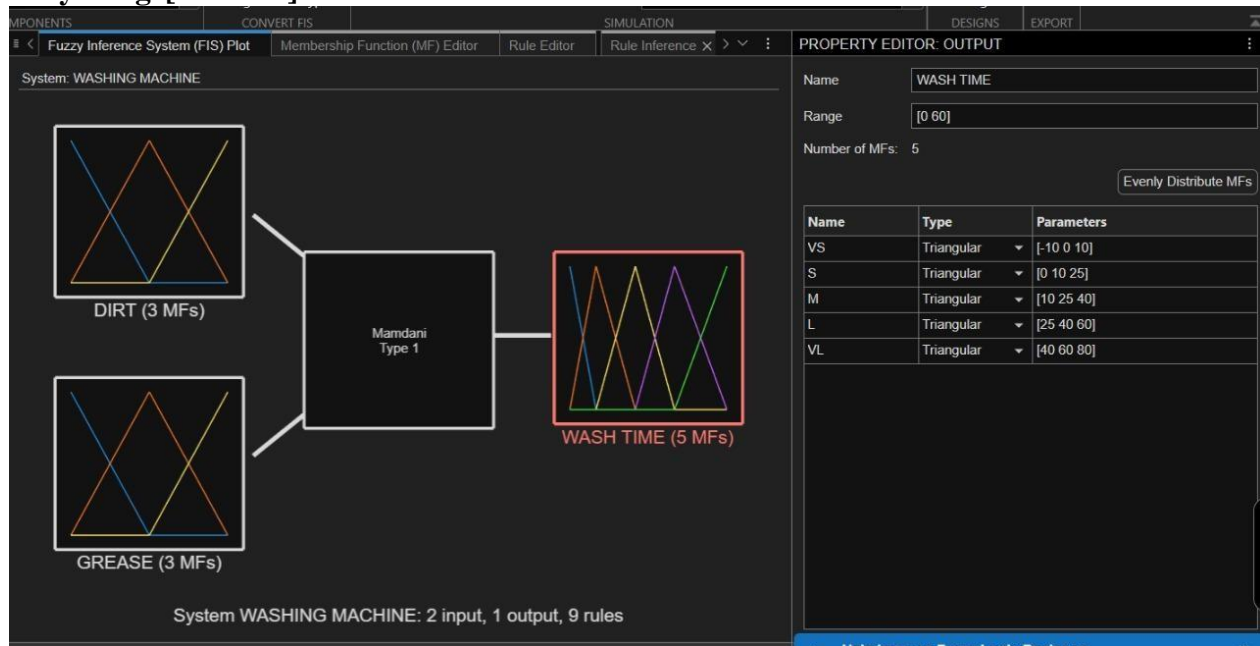 MPONENTS CONVERT FIS SIMULATION DESIGNS EXPORT
Fuzzy Inference System (FIS) Plot Membership Function (MF) Editor Rule Editor Rule Inference
PROPERTY EDITOR: OUTPUT
System: WASHING MACHINE
Name WASH TIME
Range [0 60]
Number of MFs: 5
Evenly Distribute MFs
Name Type Parameters
VS Triangular [-10 0 10]
S Triangular [0 10 25]
M Triangular [10 25 40]
L Triangular [25 40 60]
VL Triangular [40 60 80]
DIRT (3 MFs)
Mamdani
Type 1
WASH TIME (5 MFs)
GREASE (3 MFs)
System WASHING MACHINE: 2 input, 1 output, 9 rules